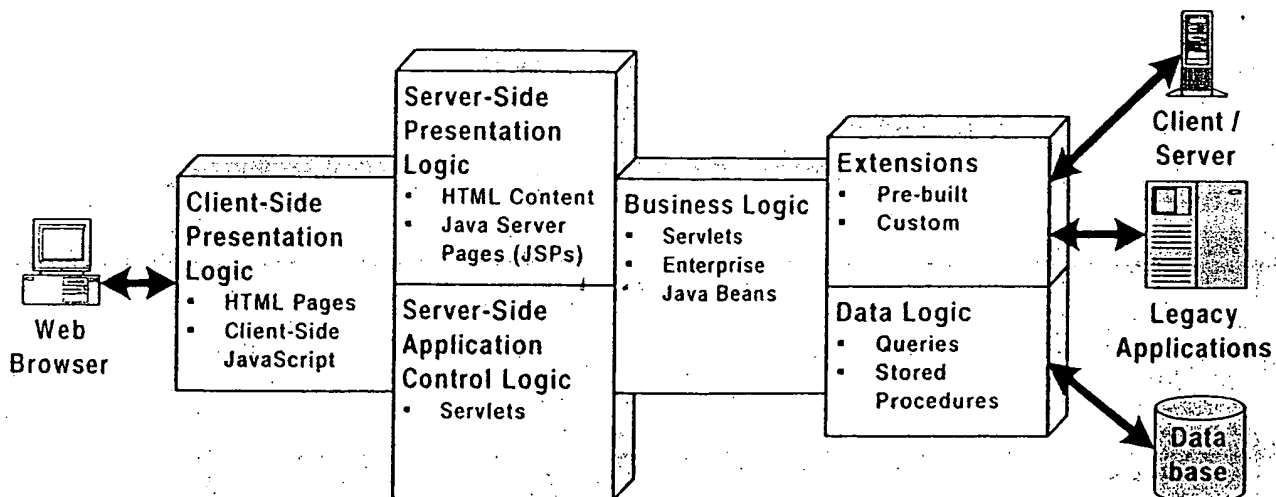 Web
Browser
Client-Side
Presentation
Logic
▪ HTML Pages
▪ Client-Side
JavaScript
Server-Side
Presentation
Logic
▪ HTML Content
▪ Java Server
Pages (JSPs)
Server-Side
Application
Control Logic
▪ Servlets
Business Logic
▪ Servlets
▪ Enterprise
▪ Java Beans
Extensions
▪ Pre-built
▪ Custom
Data Logic
▪ Queries
▪ Stored
Procedures
Client /
Server
Legacy
Applications
Data
base